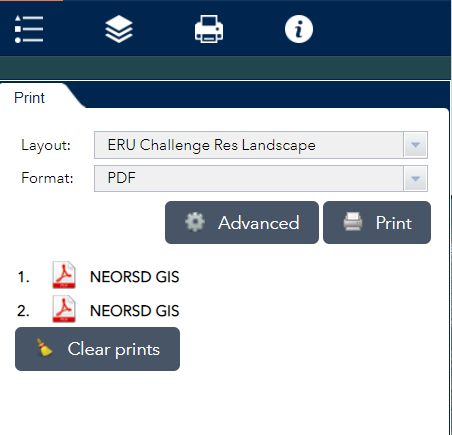 Print
Layout: ERU Challenge Res Landscape
Format: PDF
Advanced Print
1. NEORSD GIS
2. NEORSD GIS
Clear prints